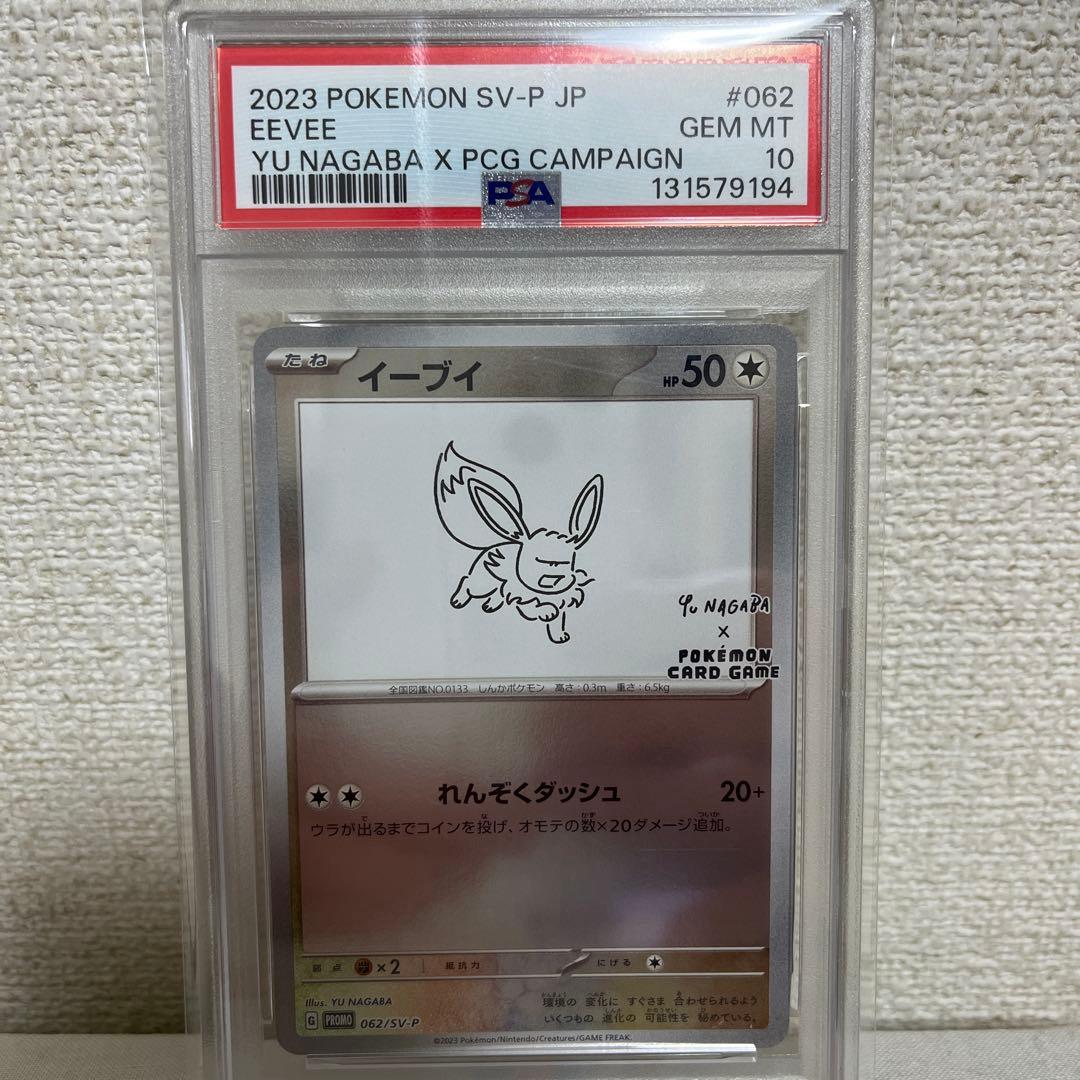 2023 POKEMON SV-P JP #062
EEVEE GEM MT
YU NAGABA X PCG CAMPAIGN 10
PSA 131579194
たね イーブイ HP50
Yu NAGABA
x
POKÉMON
CARD GAME
全国図鑑NO.0133 しんかポケモン 高さ:0.3m 重さ:6.5kg
れんぞくダッシュ 20+
ウラが出るまでコインを投げ、オモテの数×20ダメージ追加。
弱点 ×2 抵抗力 にげる
Illus. YU NAGABA
環境の 変化に すぐさま 合わせられるよう
いくつもの 進化の 可能性を 秘めている。
G PROMO 062/SV-P
©2023 Pokémon/Nintendo/Creatures/GAME FREAK.